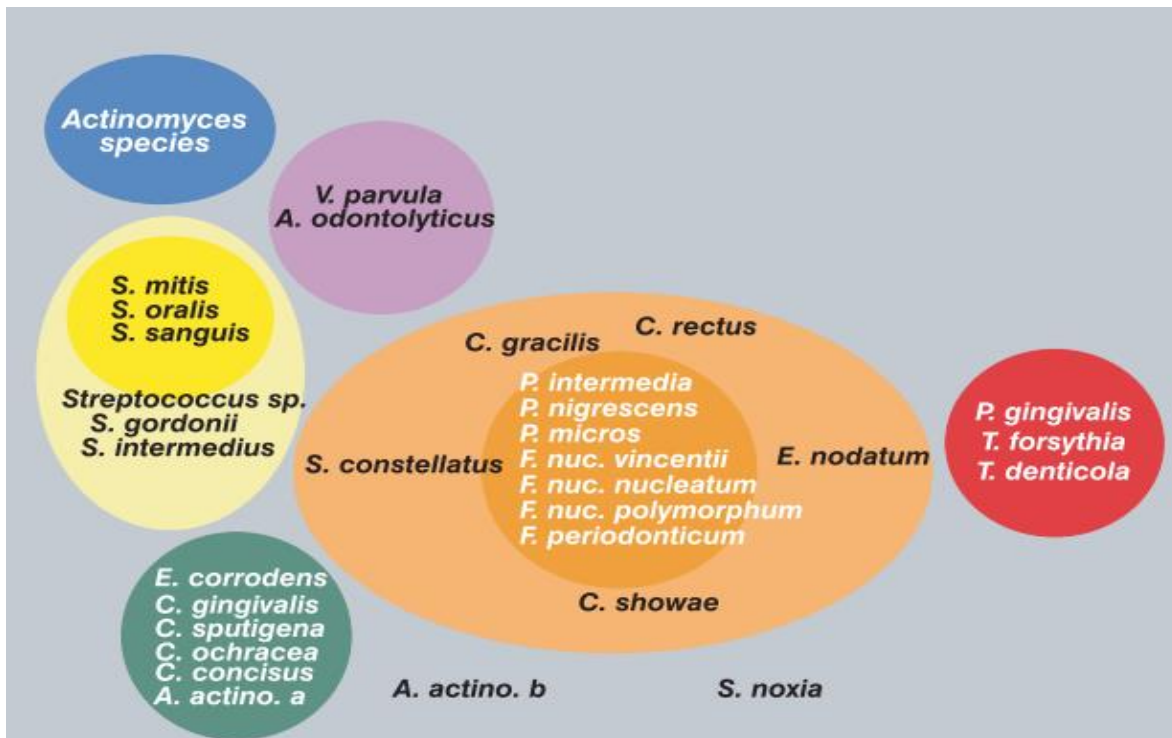 Actinomyces
species
V. parvula
A. odontolyticus
S. mitis
S. oralis
S. sanguis
Streptococcus sp.
S. gordonii
S. intermedius
E. corrodens
C. gingivalis
C. sputigena
C. ochracea
C. concisus
A. actino. a
C. gracilis
C. rectus
P. intermedia
P. nigrescens
P. micros
F. nuc. vincentii
F. nuc. nucleatum
F. nuc. polymorphum
F. periodonticum
S. constellatus
E. nodatum
C. showae
P. gingivalis
T. forsythia
T. denticola
A. actino. b
S. noxia